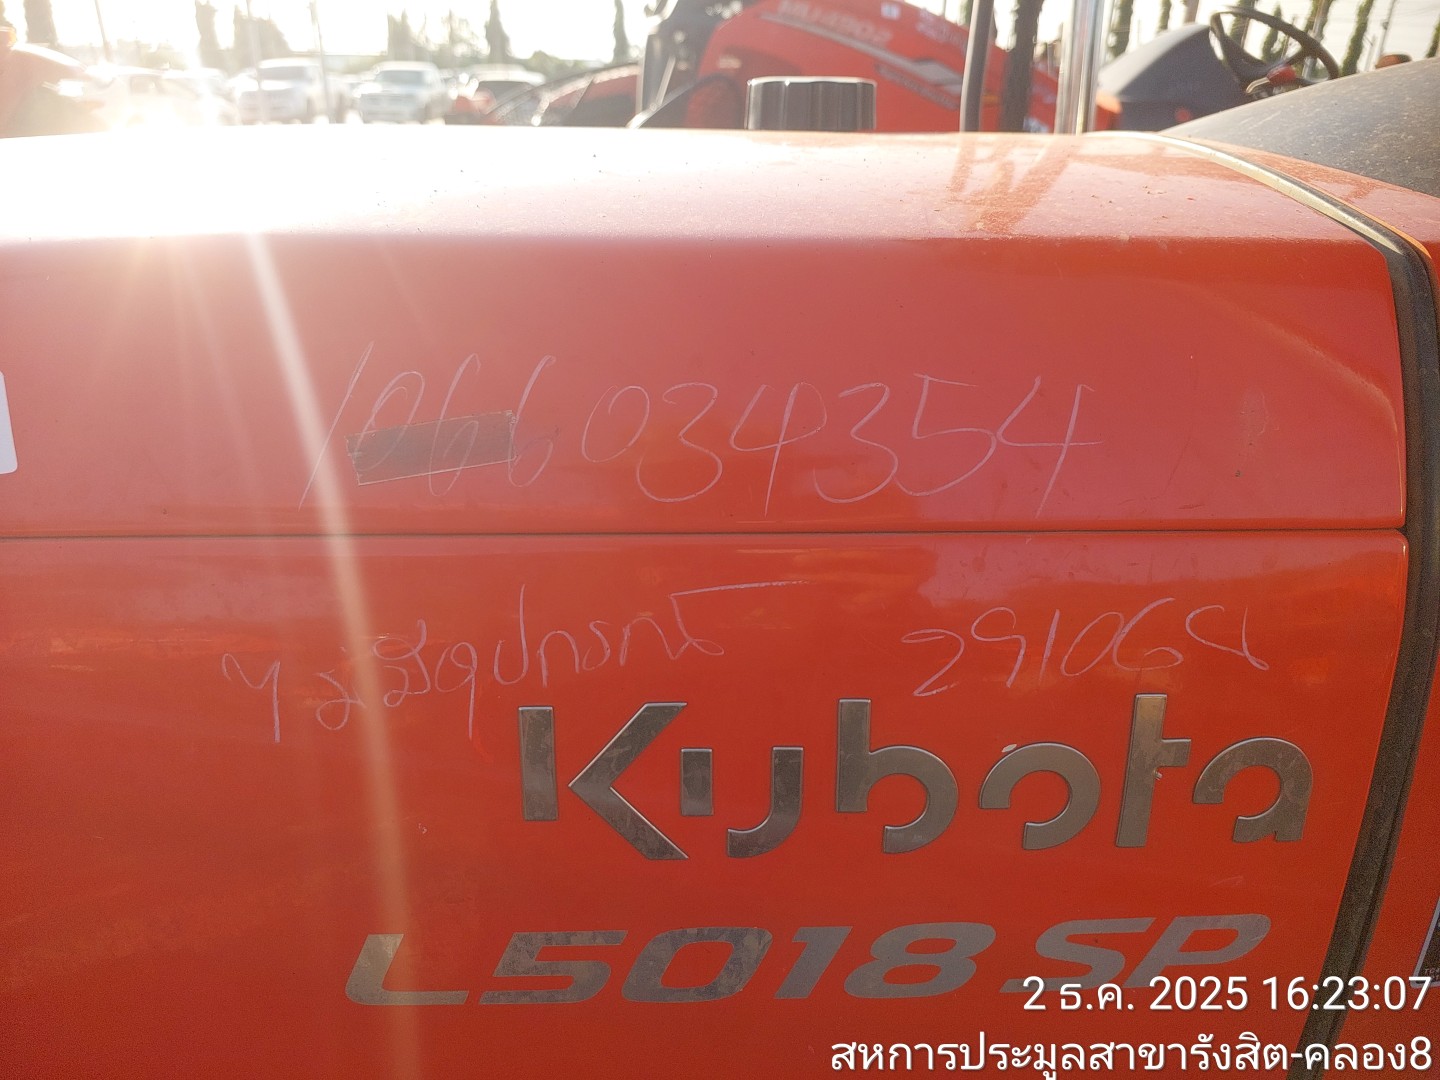 1066034354
ไม่มีอุปกรณ์
Kubota
L5018 SP
2 ธ.ค. 2025 16:23:07
สหการประมูลสาขารังสิต-คลอง8